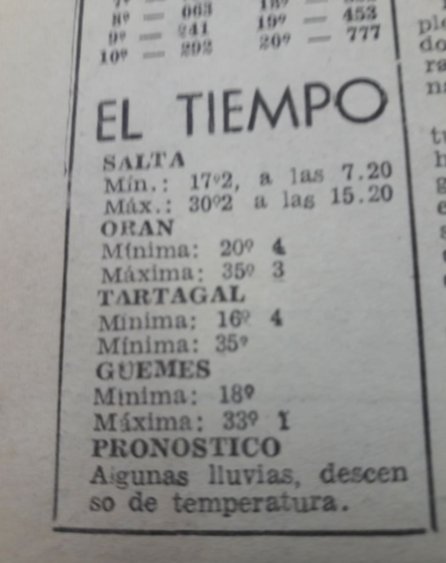 8º — 063
9º — 241
10º — 292
19º — 453
20º — 777
EL TIEMPO
SALTA
Mín.: 17º2, a las 7.20
Máx.: 30º2 a las 15.20
ORAN
Mínima: 20º 4
Máxima: 35º 3
TARTAGAL
Mínima: 16º 4
Mínima: 35º
GUEMES
Mínima: 18º
Máxima: 33º 1
PRONOSTICO
Algunas lluvias, descen
so de temperatura.